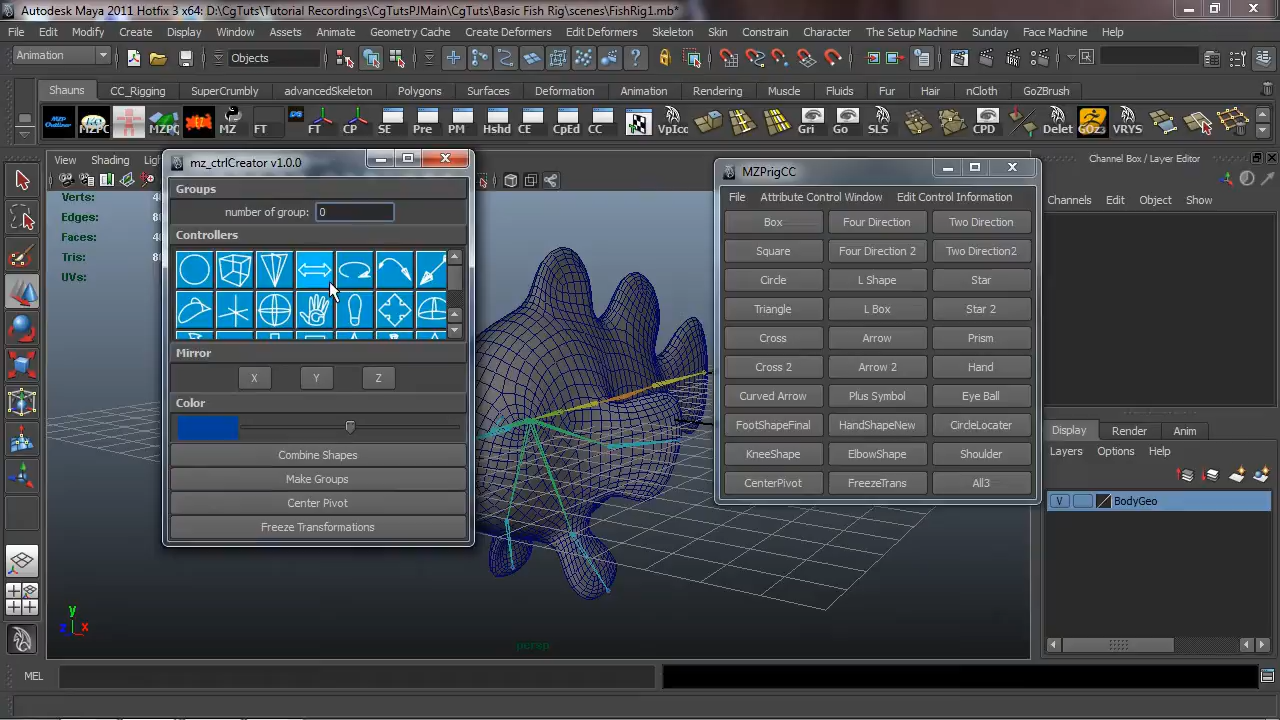 Autodesk Maya 2011 Hotfix 3 x64: D:\CgTuts\Tutorial Recordings\CgTutsPJMain\CgTuts\Basic Fish Rig\scenes\FishRig1.mb*
File Edit Modify Create Display Window Assets Animate Geometry Cache Create Deformers Edit Deformers Skeleton Skin Constrain Character The Setup Machine Sunday Face Machine Help
Animation Objects
Shauns CC_Rigging SuperCrumbly advancedSkeleton Polygons Surfaces Deformation Animation Rendering Muscle Fluids Fur Hair nCloth GoZBrush
MZP MZPC MZPC MZ FT FT CP SE Pre PM Hshd CE CpEd CC VpIcc Gri Go SLS CPD Delet GOZ3 VRYS
View Shading
Channel Box / Layer Editor
Channels Edit Object Show
Verts:
Edges:
Faces:
Tris:
UVs:
mz_ctrlCreator v1.0.0
Groups
number of group: 0
Controllers
Mirror
X Y Z
Color
Combine Shapes
Make Groups
Center Pivot
Freeze Transformations
MZPrigCC
File Attribute Control Window Edit Control Information
Box Four Direction Two Direction
Square Four Direction 2 Two Direction2
Circle L Shape Star
Triangle L Box Star 2
Cross Arrow Prism
Cross 2 Arrow 2 Hand
Curved Arrow Plus Symbol Eye Ball
FootShapeFinal HandShapeNew CircleLocater
KneeShape ElbowShape Shoulder
CenterPivot FreezeTrans All3
Display Render Anim
Layers Options Help
V BodyGeo
y
z x
persp
MEL